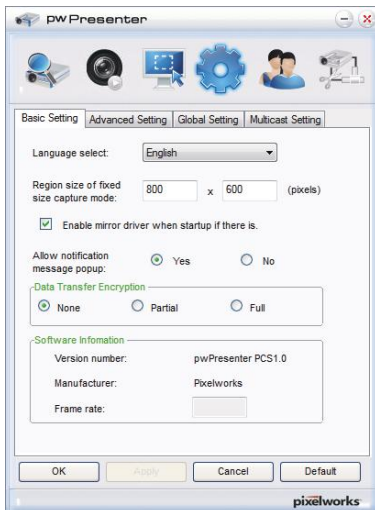 pwPresenter
Basic Setting Advanced Setting Global Setting Multicast Setting
Language select: English
Region size of fixed
size capture mode: 800 x 600 (pixels)
Enable mirror driver when startup if there is.
Allow notification
message popup: Yes No
Data Transfer Encryption
None Partial Full
Software Infomation
Version number: pwPresenter PCS1.0
Manufacturer: Pixelworks
Frame rate:
OK Apply Cancel Default
pixelworks